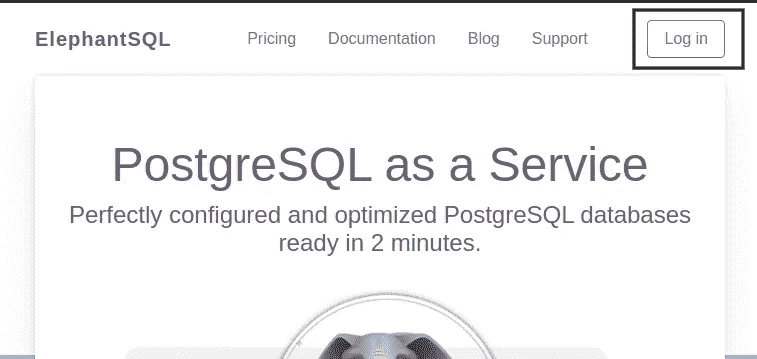 ElephantSQL Pricing Documentation Blog Support Log in
PostgreSQL as a Service
Perfectly configured and optimized PostgreSQL databases
ready in 2 minutes.